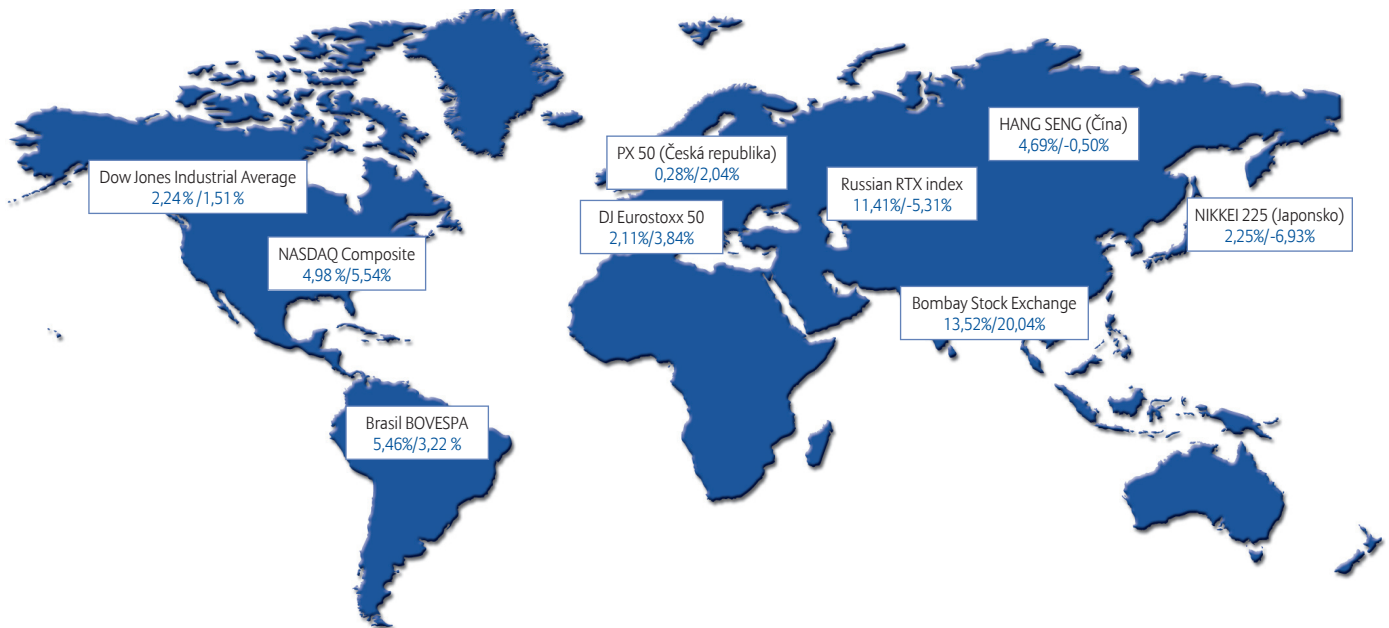 HANG SENG (Čína)
4,69%/-0,50%
PX 50 (Česká republika)
0,28%/2,04%
Dow Jones Industrial Average
2,24 % /1,51 %
Russian RTX index
11,41%/-5,31%
NIKKEI 225 (Japonsko)
2,25%/-6,93%
DJ Eurostoxx 50
2,11%/3,84%
NASDAQ Composite
4,98 %/5,54%
Bombay Stock Exchange
13,52%/20,04%
Brasil BOVESPA
5,46%/3,22 %